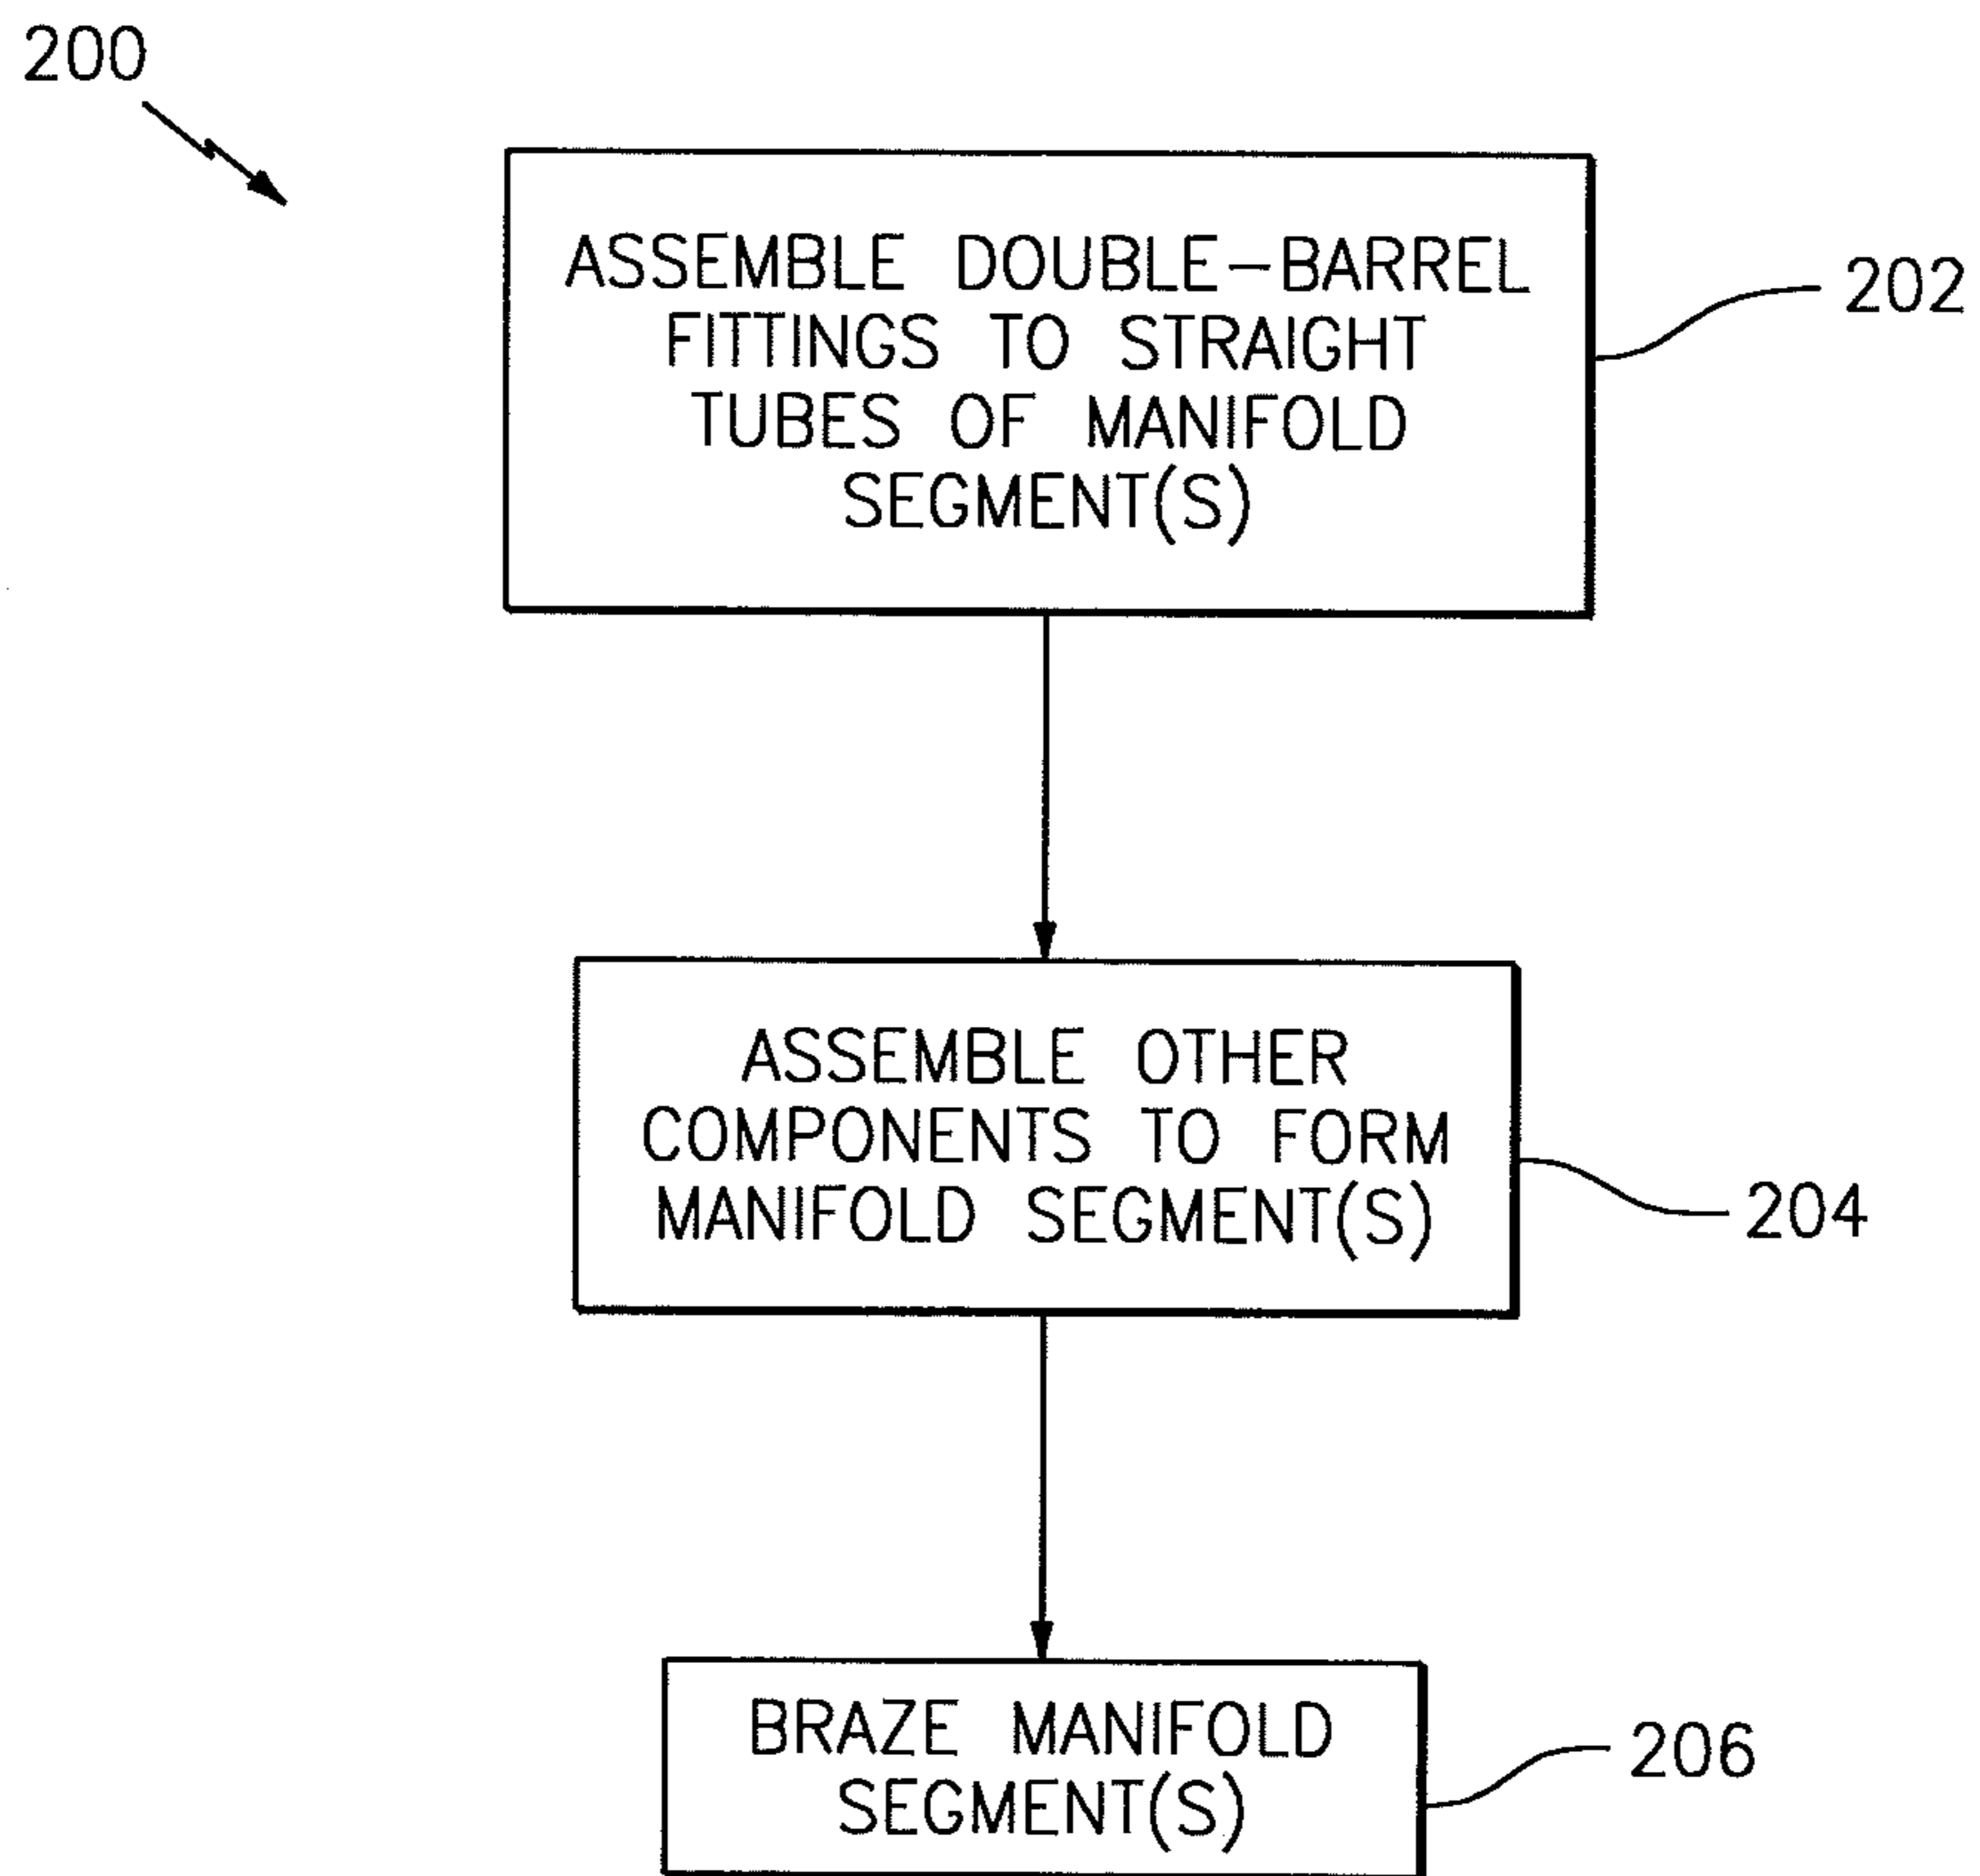 200
ASSEMBLE DOUBLE-BARREL
FITTINGS TO STRAIGHT
TUBES OF MANIFOLD
SEGMENT(S)
202
ASSEMBLE OTHER
COMPONENTS TO FORM
MANIFOLD SEGMENT(S)
204
BRAZE MANIFOLD
SEGMENT(S)
206